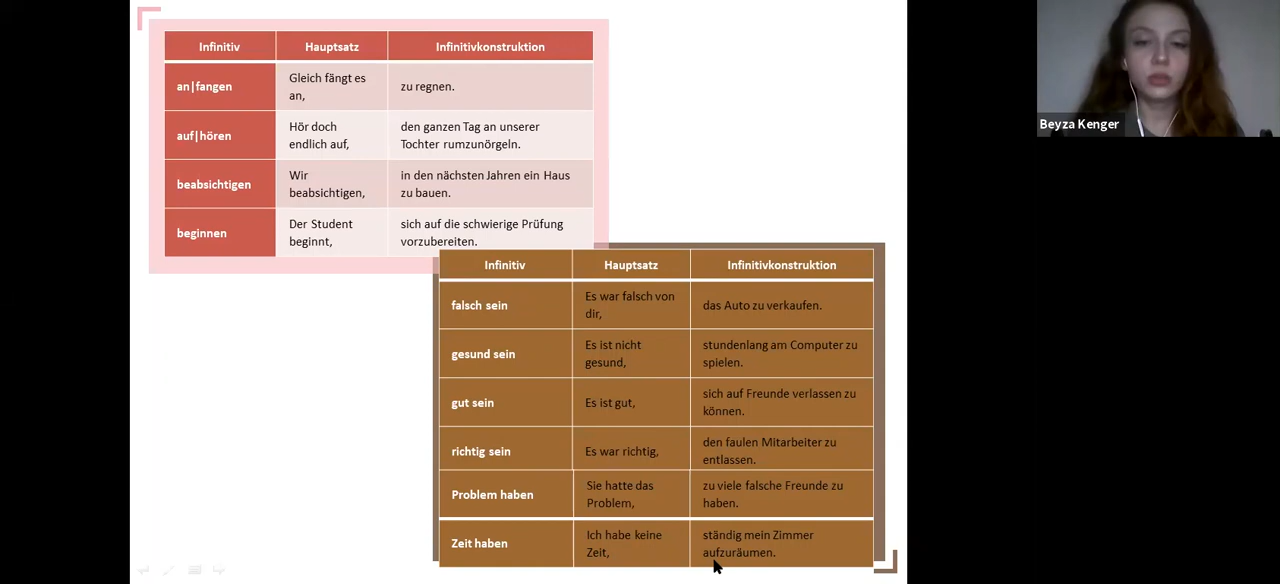 Infinitiv Hauptsatz Infinitivkonstruktion
an|fangen
Gleich fängt es
an,
zu regnen.
auf|hören
Hör doch
endlich auf,
den ganzen Tag an unserer
Tochter rumzunörgeln.
beabsichtigen
Wir
beabsichtigen,
in den nächsten Jahren ein Haus
zu bauen.
beginnen
Der Student
beginnt,
sich auf die schwierige Prüfung
vorzubereiten.
Infinitiv Hauptsatz Infinitivkonstruktion
falsch sein
Es war falsch von
dir,
das Auto zu verkaufen.
gesund sein
Es ist nicht
gesund,
stundenlang am Computer zu
spielen.
gut sein
Es ist gut,
sich auf Freunde verlassen zu
können.
richtig sein
Es war richtig,
den faulen Mitarbeiter zu
entlassen.
Problem haben
Sie hatte das
Problem,
zu viele falsche Freunde zu
haben.
Zeit haben
Ich habe keine
Zeit,
ständig mein Zimmer
aufzuräumen.
Beyza Kenger